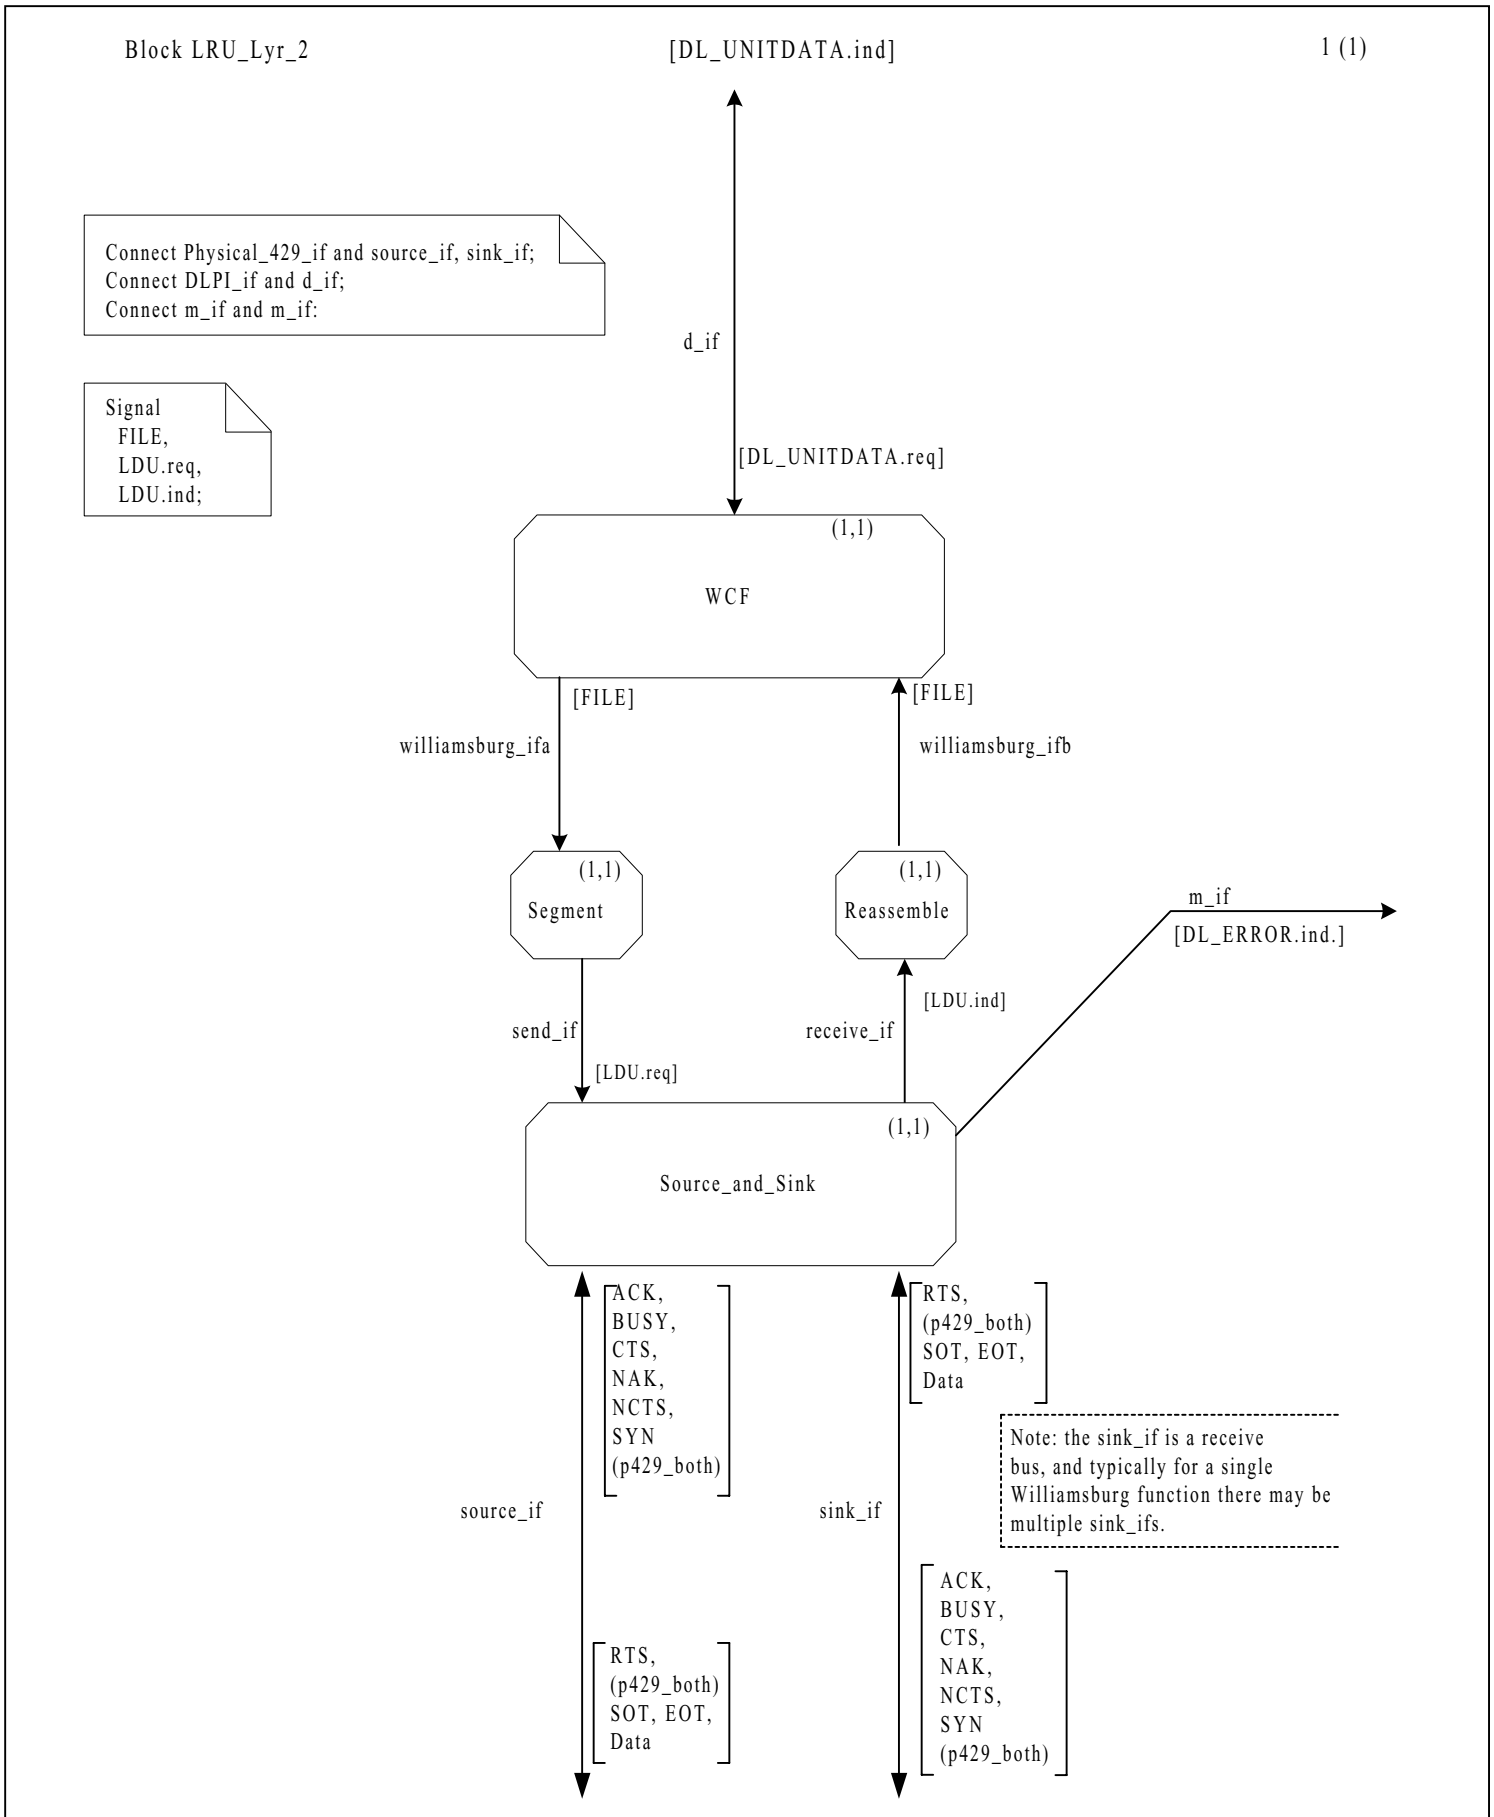 Block LRU_Lyr_2
[DL_UNITDATA.ind]
1 (1)
Connect Physical_429_if and source_if, sink_if;
Connect DLPI_if and d_if;
Connect m_if and m_if:
d_if
Signal
FILE,
LDU.req,
LDU.ind;
[DL_UNITDATA.req]
(1,1)
WCF
[FILE]
[FILE]
williamsburg_ifa
williamsburg_ifb
(1,1)
Segment
(1,1)
Reassemble
m_if
[DL_ERROR.ind.]
[LDU.ind]
send_if
receive_if
[LDU.req]
(1,1)
Source_and_Sink
ACK,
BUSY,
CTS,
NAK,
NCTS,
SYN
(p429_both)
RTS,
(p429_both)
SOT, EOT,
Data
Note: the sink_if is a receive
bus, and typically for a single
Williamsburg function there may be
multiple sink_ifs.
source_if
sink_if
RTS,
(p429_both)
SOT, EOT,
Data
ACK,
BUSY,
CTS,
NAK,
NCTS,
SYN
(p429_both)